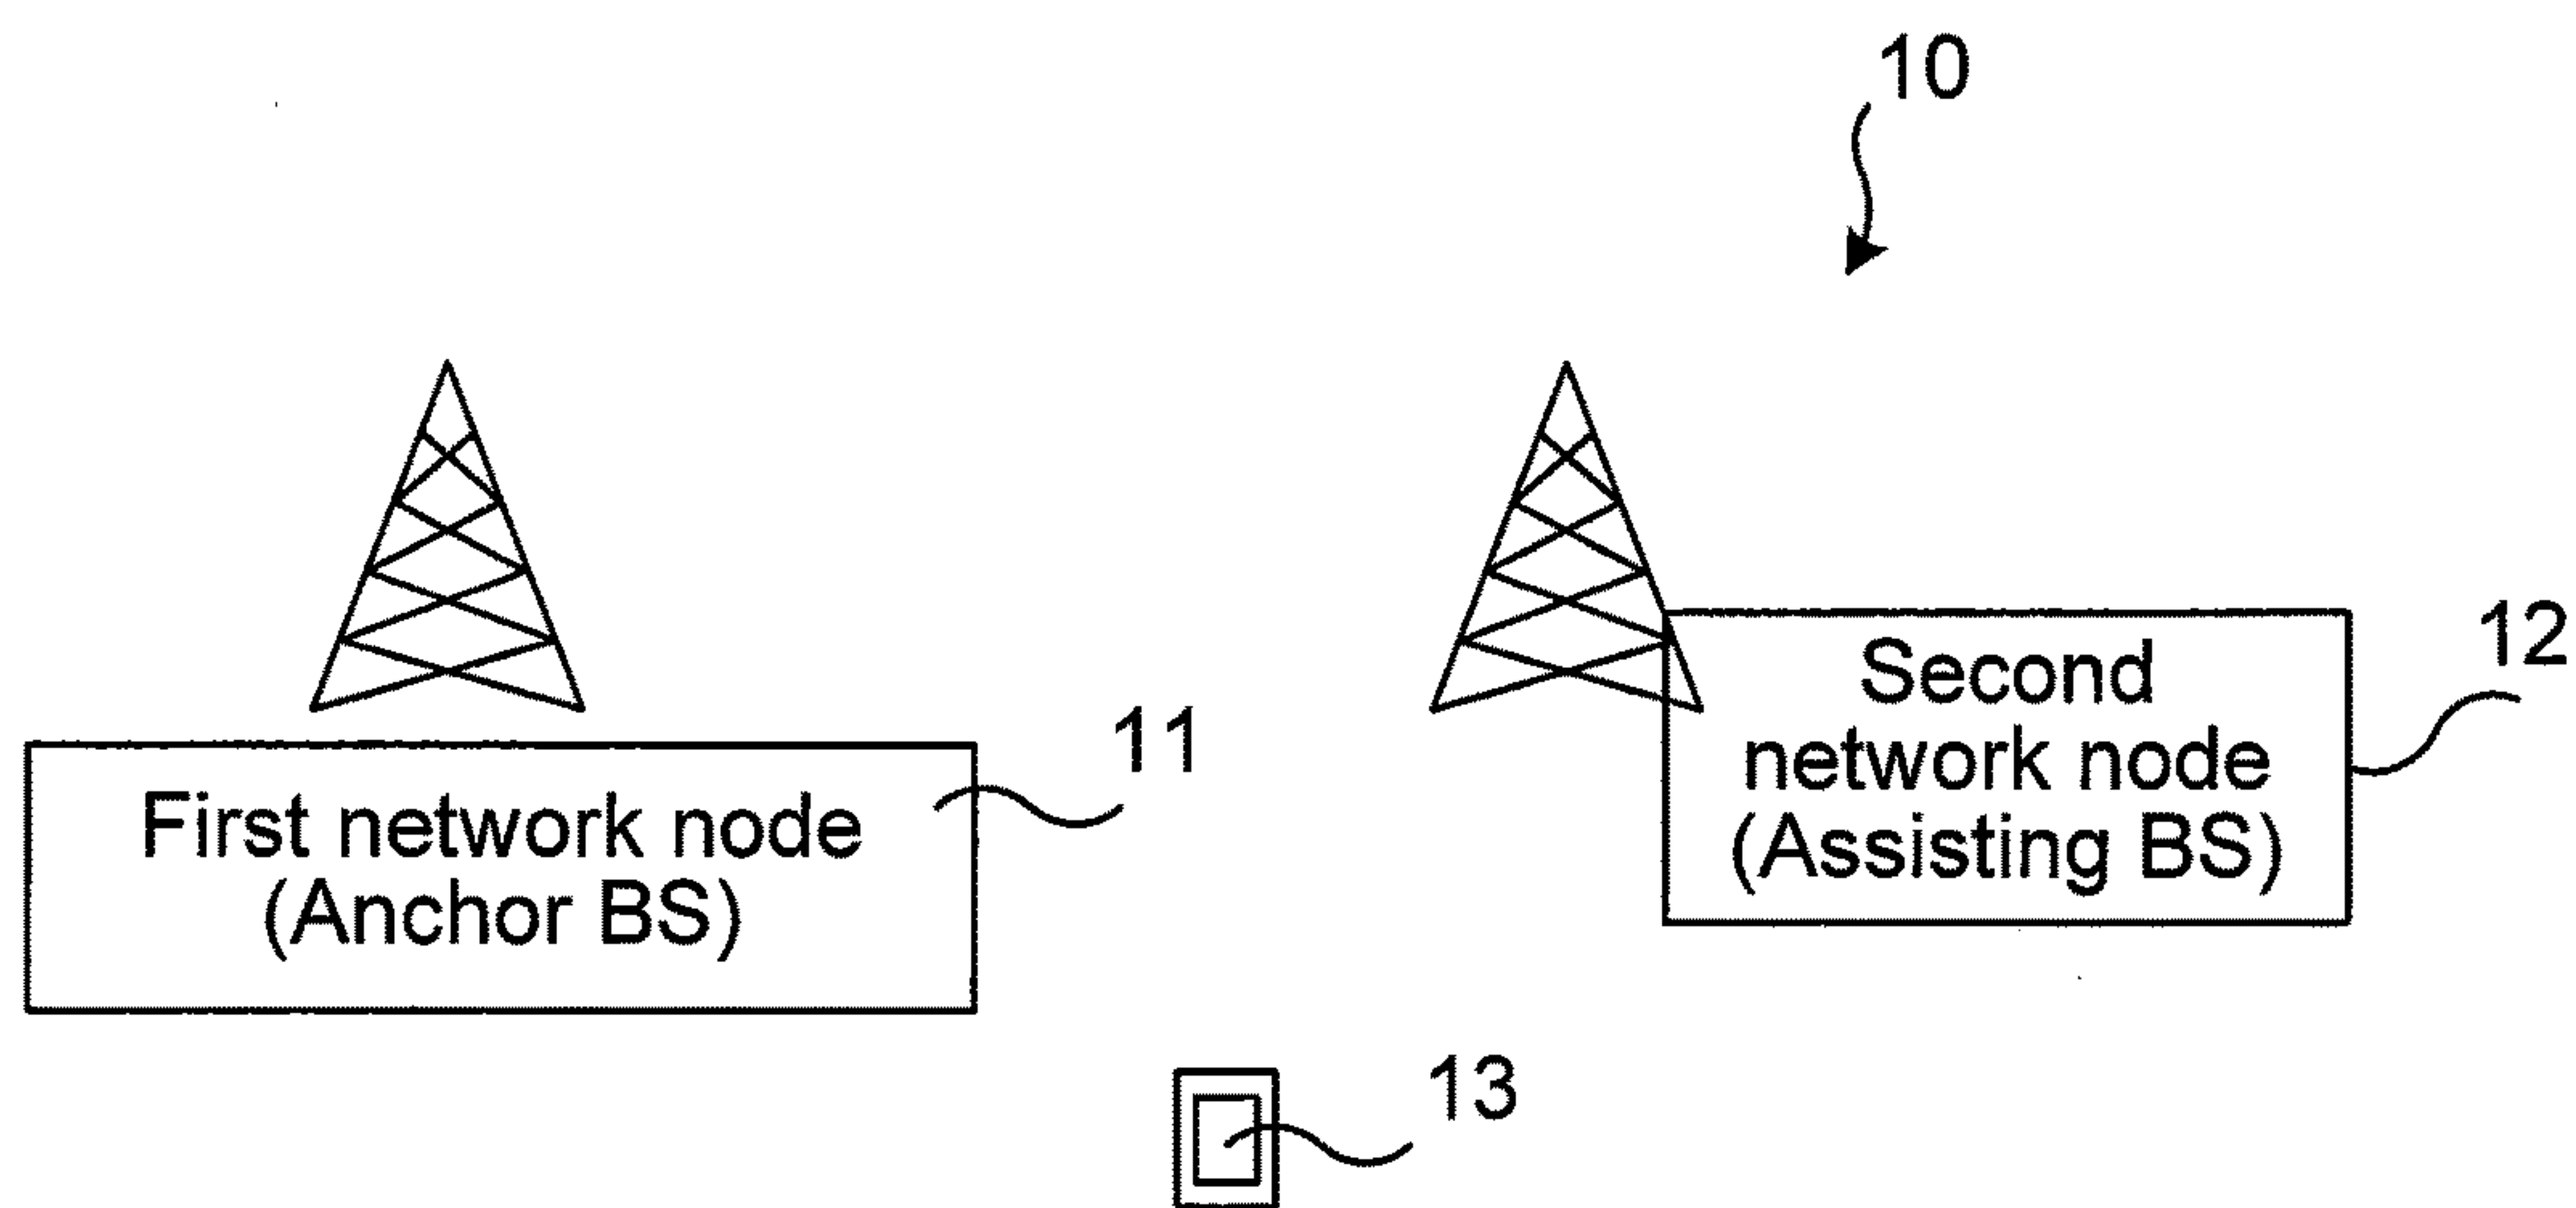 10
11
First network node
(Anchor BS)
12
Second
network node
(Assisting BS)
13